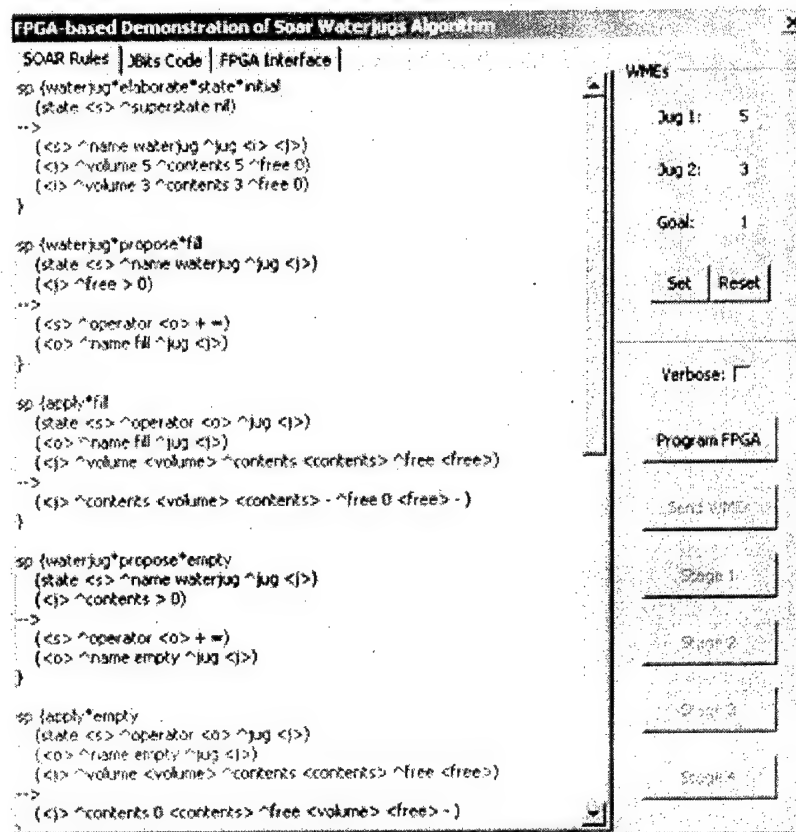 FPGA-based Demonstration of Soar Waterjugs Algorithm
SOAR Rules
JBits Code
FPGA Interface
sp {waterjug*elaborate*state*initial
(state <s> ^superstate nil)
-->
(<s> ^name waterjug ^jug <i> <j>)
(<j> ^volume 5 ^contents 5 ^free 0)
(<i> ^volume 3 ^contents 3 ^free 0)
}
sp {waterjug*propose*fill
(state <s> ^name waterjug ^jug <j>)
(<j> ^free > 0)
-->
(<s> ^operator <o> + =)
(<o> ^name fill ^jug <j>)
}
sp {apply*fill
(state <s> ^operator <o> ^jug <j>)
(<o> ^name fill ^jug <j>)
(<j> ^volume <volume> ^contents <contents> ^free <free>)
-->
(<j> ^contents <volume> <contents> - ^free 0 <free> - )
}
sp {waterjug*propose*empty
(state <s> ^name waterjug ^jug <j>)
(<j> ^contents > 0)
-->
(<s> ^operator <o> + =)
(<o> ^name empty ^jug <j>)
}
sp {apply*empty
(state <s> ^operator <o> ^jug <j>)
(<o> ^name empty ^jug <j>)
(<j> ^volume <volume> ^contents <contents> ^free <free>)
-->
(<j> ^contents 0 <contents> ^free <volume> <free> - )
WMEs
Jug 1: 5
Jug 2: 3
Goal: 1
Set
Reset
Verbose:
Program FPGA
Send WMEs
Stage 1
Stage 2
Stage 3
Stage 4